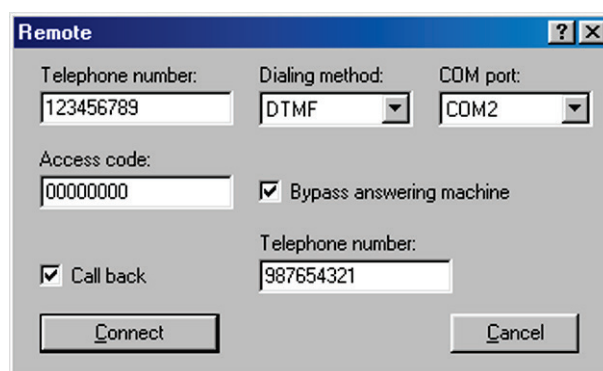 Remote
Telephone number: Dialing method: COM port:
123456789 DTMF COM2
Access code:
00000000 Bypass answering machine
Telephone number:
Call back 987654321
Connect Cancel